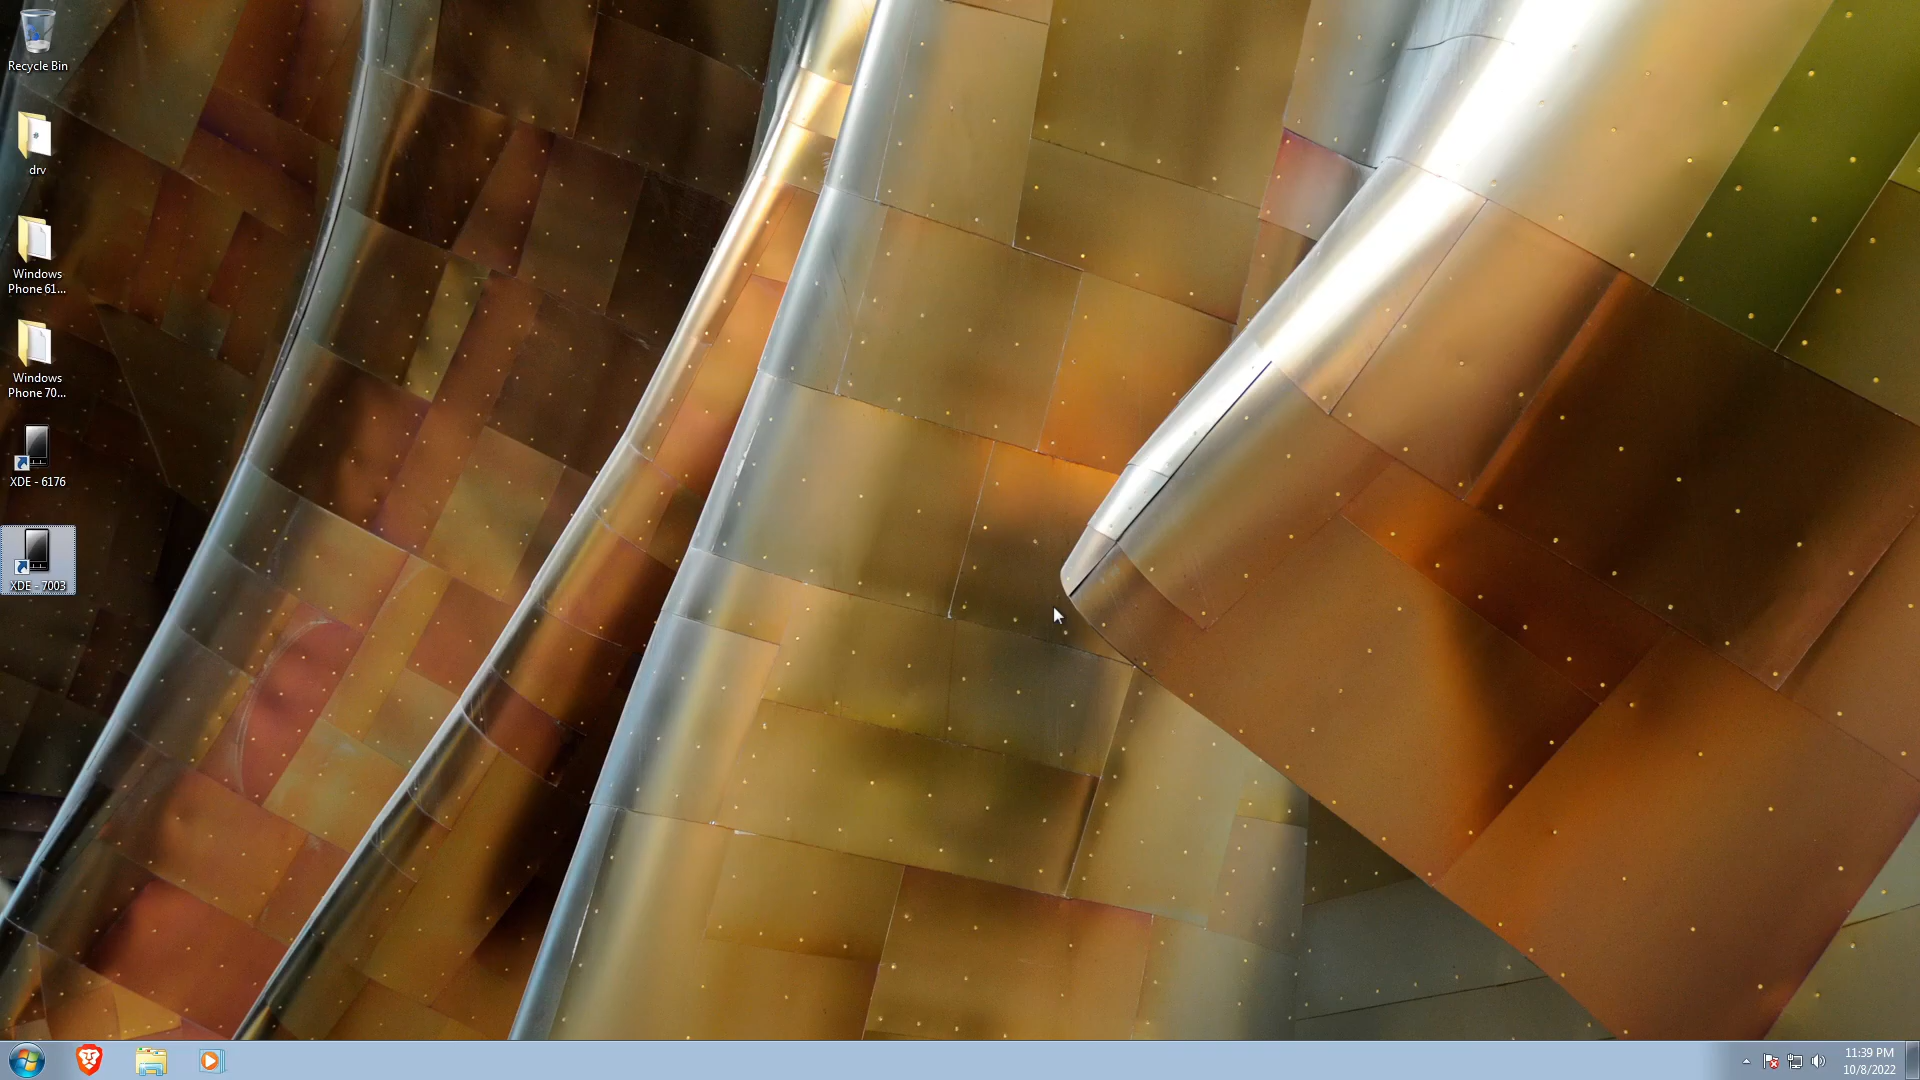 Recycle Bin
drv
Windows
Phone 61...
Windows
Phone 70...
XDE - 6176
XDE - 7003
11:39 PM
10/8/2022